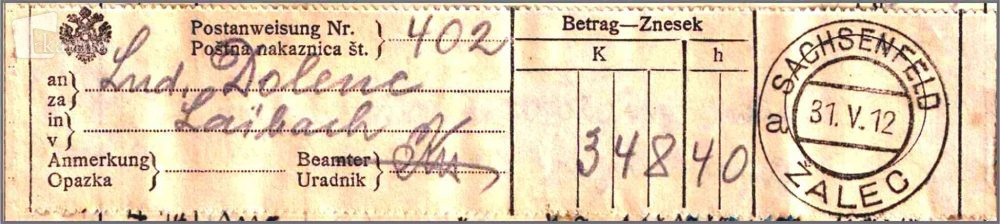 Postanweisung Nr.
Poštna nakaznica št. } 402
Betrag—Znesek
K h
an
za } Lud. Dolenc
in
v } Laibach
348 40
Anmerkung
Opazka }
Beamter
Uradnik }
SACHSENFELD
a 31. V. 12
ŽALEC